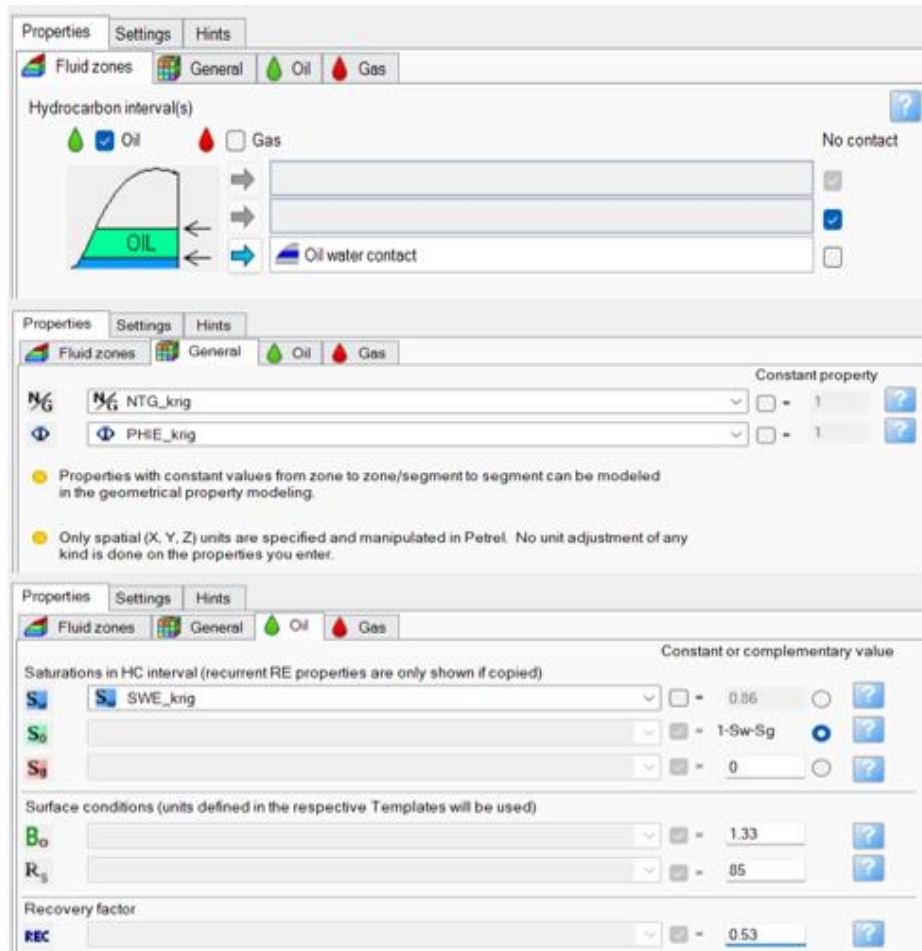 Properties Settings Hints
Fluid zones General Oil Gas
Hydrocarbon interval(s) ?
Oil Gas No contact
OIL
Oil water contact
Properties Settings Hints
Fluid zones General Oil Gas
Constant property
N/G N/G NTG_krig = 1 ?
Φ Φ PHIE_krig = 1 ?
Properties with constant values from zone to zone/segment to segment can be modeled
in the geometrical property modeling.
Only spatial (X, Y, Z) units are specified and manipulated in Petrel. No unit adjustment of any
kind is done on the properties you enter.
Properties Settings Hints
Fluid zones General Oil Gas
Constant or complementary value
Saturations in HC interval (recurrent RE properties are only shown if copied)
Sw Sw SWE_krig = 0.86 ?
So = 1-Sw-Sg ?
Sg = 0 ?
Surface conditions (units defined in the respective Templates will be used)
Bo = 1.33 ?
Rs = 85 ?
Recovery factor
REC = 0.53 ?